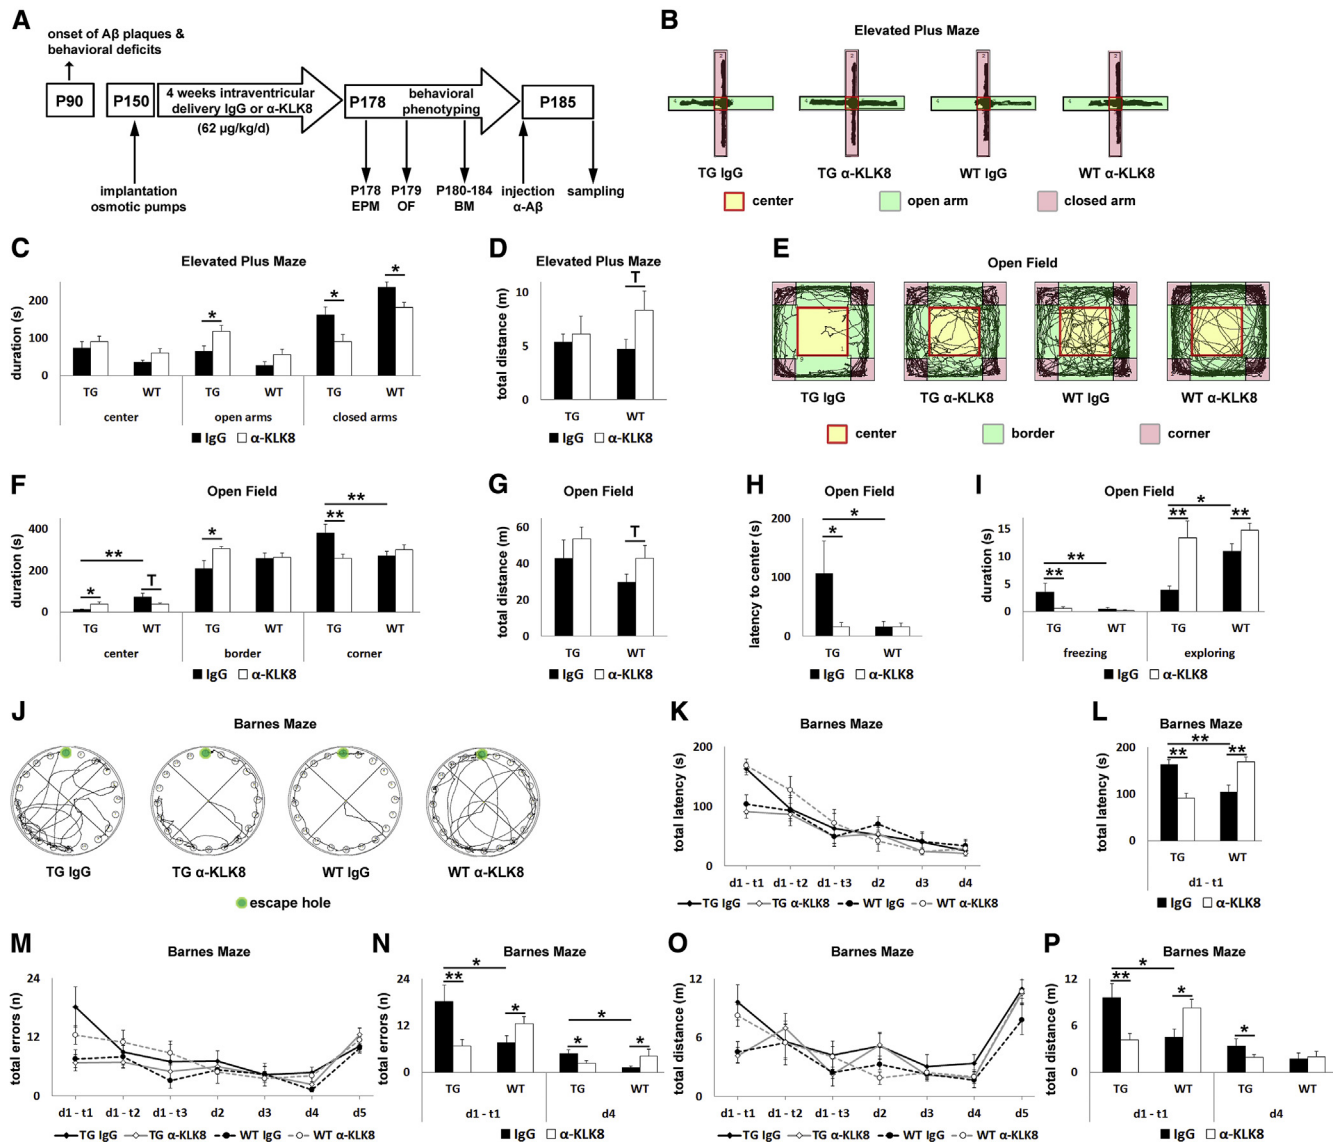 A
onset of Aβ plaques &
behavioral deficits
P90
P150
4 weeks intraventricular
delivery IgG or α-KLK8
(62 µg/kg/d)
P178
behavioral
phenotyping
P185
implantation
osmotic pumps
P178
EPM
P179
OF
P180-184
BM
injection
α-Aβ
sampling
B
Elevated Plus Maze
TG IgG
TG α-KLK8
WT IgG
WT α-KLK8
center
open arm
closed arm
C
Elevated Plus Maze
duration (s)
200
100
0
* * *
TG WT TG WT TG WT
center open arms closed arms
IgG α-KLK8
D
Elevated Plus Maze
total distance (m)
10
5
0
T
TG WT
IgG α-KLK8
E
Open Field
TG IgG
TG α-KLK8
WT IgG
WT α-KLK8
center
border
corner
F
Open Field
duration (s)
400
200
0
** * T * ** **
TG WT TG WT TG WT
center border corner
IgG α-KLK8
G
Open Field
total distance (m)
60
40
20
0
T
TG WT
IgG α-KLK8
H
Open Field
latency to center (s)
200
100
0
* *
TG WT
IgG α-KLK8
I
Open Field
duration (s)
15
10
5
0
** ** * ** **
TG WT TG WT
freezing exploring
IgG α-KLK8
J
Barnes Maze
TG IgG
TG α-KLK8
WT IgG
WT α-KLK8
escape hole
K
Barnes Maze
total latency (s)
200
100
0
d1 - t1 d1 - t2 d1 - t3 d2 d3 d4
TG IgG TG α-KLK8 WT IgG WT α-KLK8
L
Barnes Maze
total latency (s)
200
100
0
** ** **
TG WT
d1 - t1
IgG α-KLK8
M
Barnes Maze
total errors (n)
24
12
0
d1 - t1 d1 - t2 d1 - t3 d2 d3 d4 d5
TG IgG TG α-KLK8 WT IgG WT α-KLK8
N
Barnes Maze
total errors (n)
24
12
0
* ** * * * *
TG WT TG WT
d1 - t1 d4
IgG α-KLK8
O
Barnes Maze
total distance (m)
12
6
0
d1 - t1 d1 - t2 d1 - t3 d2 d3 d4 d5
TG IgG TG α-KLK8 WT IgG WT α-KLK8
P
Barnes Maze
total distance (m)
12
6
0
* ** * *
TG WT TG WT
d1 - t1 d4
IgG α-KLK8